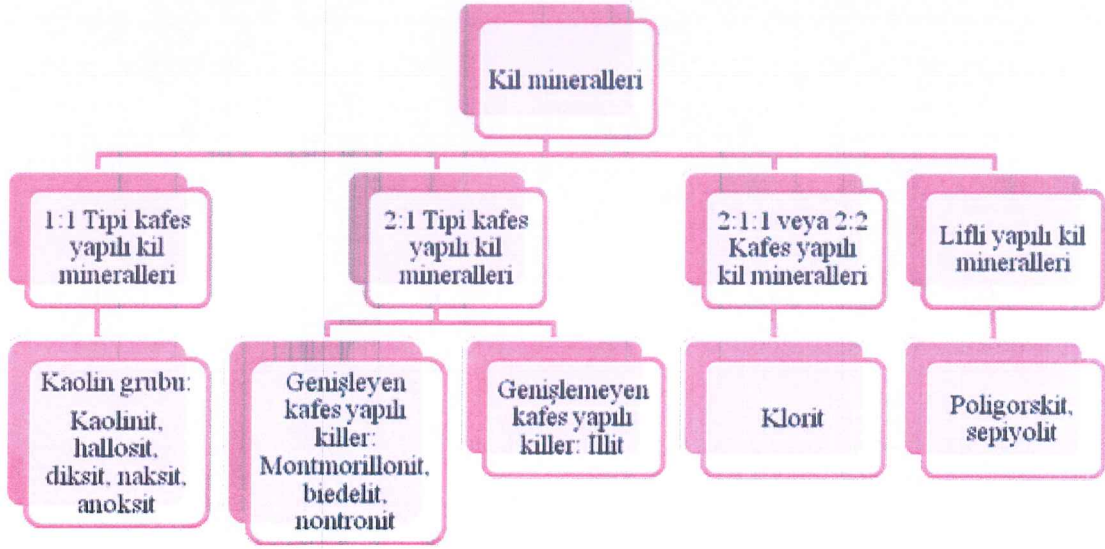 Kil mineralleri
1:1 Tipi kafes
yapılı kil
mineralleri
2:1 Tipi kafes
yapılı kil
mineralleri
2:1:1 veya 2:2
Kafes yapılı
kil mineralleri
Lifli yapılı kil
mineralleri
Kaolin grubu:
Kaolinit,
hallosit,
diksit, naksit,
anoksit
Genişleyen
kafes yapılı
killer:
Montmorillonit,
biedelit,
nontronit
Genişlemeyen
kafes yapılı
killer: İllit
Klorit
Poligorskit,
sepiyolit